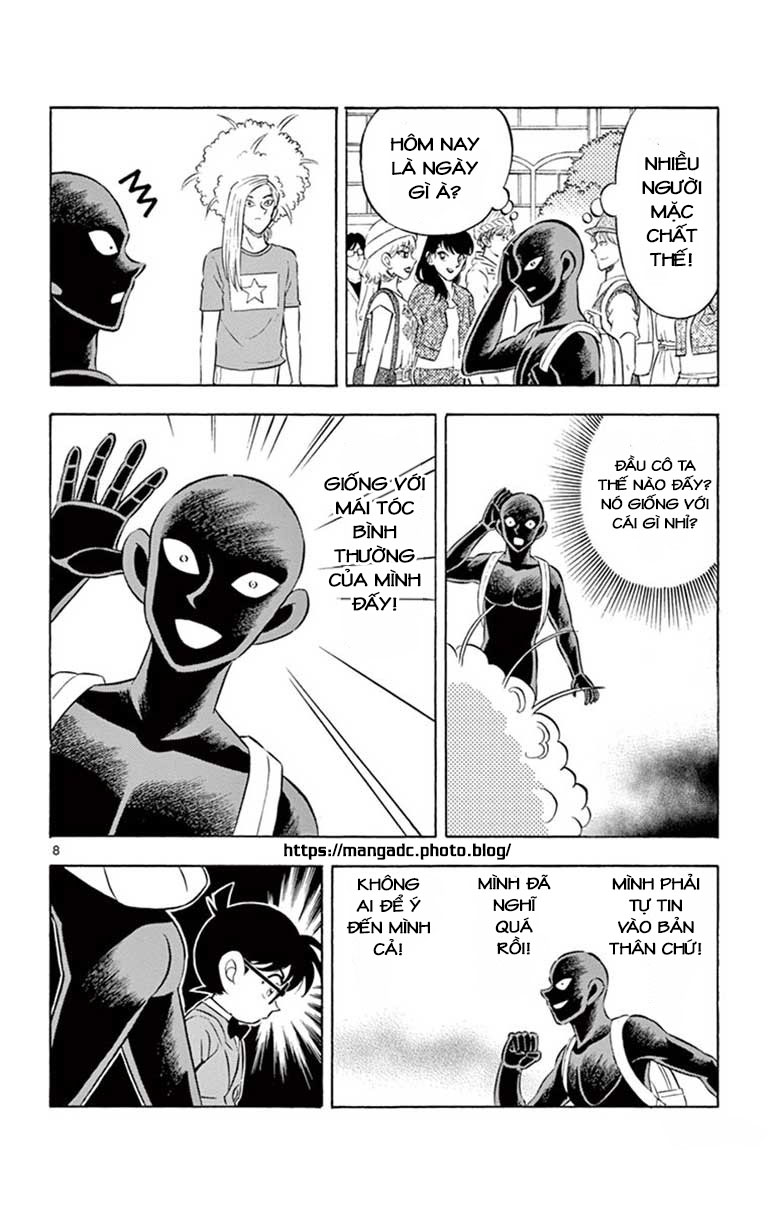 NHIỀU
NGƯỜI
MẶC
CHẤT
THẾ!
HÔM NAY
LÀ NGÀY
GÌ À?
ĐẦU CÔ TA
THẾ NÀO ĐẤY?
NÓ GIỐNG VỚI
CÁI GÌ NHỈ?
GIỐNG VỚI
MÁI TÓC
BÌNH
THƯỜNG
CỦA MÌNH
ĐẤY!
8
https://mangadc.photo.blog/
MÌNH PHẢI
TỰ TIN
VÀO BẢN
THÂN CHỨ!
MÌNH ĐÃ
NGHĨ
QUÁ
RỒI!
KHÔNG
AI ĐỂ Ý
ĐẾN MÌNH
CẢ!